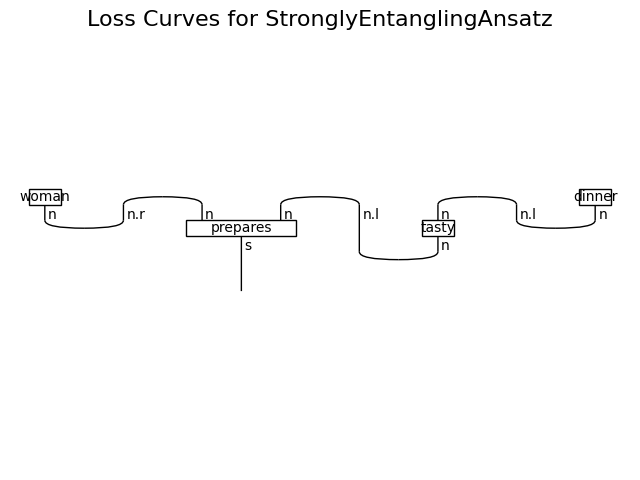 Loss Curves for StronglyEntanglingAnsatz
woman dinner
n n.r n n n.l n n.l n
prepares tasty
s n